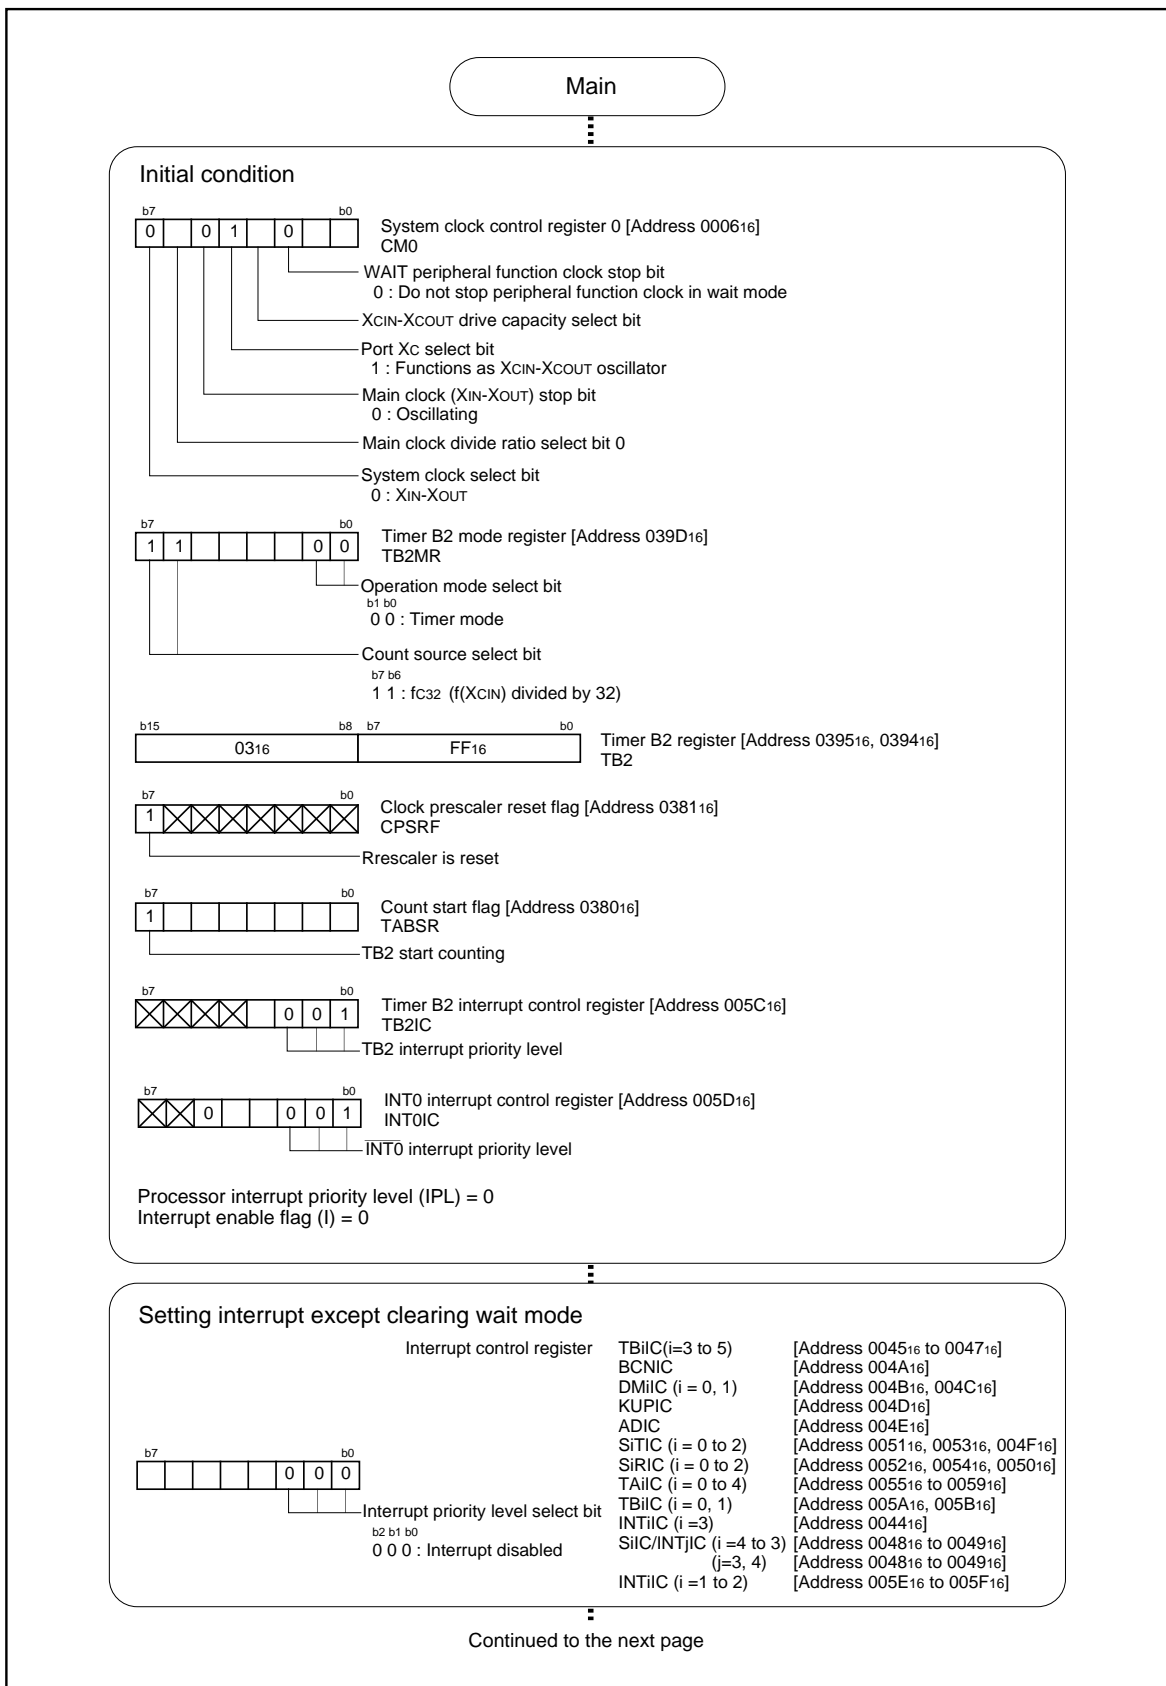 Main
Initial condition
b7 b0
0 0 1 0 System clock control register 0 [Address 000616]
CM0
WAIT peripheral function clock stop bit
0 : Do not stop peripheral function clock in wait mode
XCIN-XCOUT drive capacity select bit
Port XC select bit
1 : Functions as XCIN-XCOUT oscillator
Main clock (XIN-XOUT) stop bit
0 : Oscillating
Main clock divide ratio select bit 0
System clock select bit
0 : XIN-XOUT
b7 b0
1 1 0 0 Timer B2 mode register [Address 039D16]
TB2MR
Operation mode select bit
b1 b0
0 0 : Timer mode
Count source select bit
b7 b6
1 1 : fC32 (f(XCIN) divided by 32)
b15 b8 b7 b0
0316 FF16 Timer B2 register [Address 039516, 039416]
TB2
b7 b0
1 Clock prescaler reset flag [Address 038116]
CPSRF
Rrescaler is reset
b7 b0
1 Count start flag [Address 038016]
TABSR
TB2 start counting
b7 b0
0 0 1 Timer B2 interrupt control register [Address 005C16]
TB2IC
TB2 interrupt priority level
b7 b0
0 0 0 1 INT0 interrupt control register [Address 005D16]
INT0IC
INT0 interrupt priority level
Processor interrupt priority level (IPL) = 0
Interrupt enable flag (I) = 0
Setting interrupt except clearing wait mode
Interrupt control register TBiIC(i=3 to 5) [Address 004516 to 004716]
BCNIC [Address 004A16]
DMiIC (i = 0, 1) [Address 004B16, 004C16]
KUPIC [Address 004D16]
ADIC [Address 004E16]
SiTIC (i = 0 to 2) [Address 005116, 005316, 004F16]
SiRIC (i = 0 to 2) [Address 005216, 005416, 005016]
TAiIC (i = 0 to 4) [Address 005516 to 005916]
TBiIC (i = 0, 1) [Address 005A16, 005B16]
INTiIC (i =3) [Address 004416]
SiIC/INTjIC (i =4 to 3) [Address 004816 to 004916]
(j=3, 4) [Address 004816 to 004916]
INTiIC (i =1 to 2) [Address 005E16 to 005F16]
b7 b0
0 0 0
Interrupt priority level select bit
b2 b1 b0
0 0 0 : Interrupt disabled
Continued to the next page